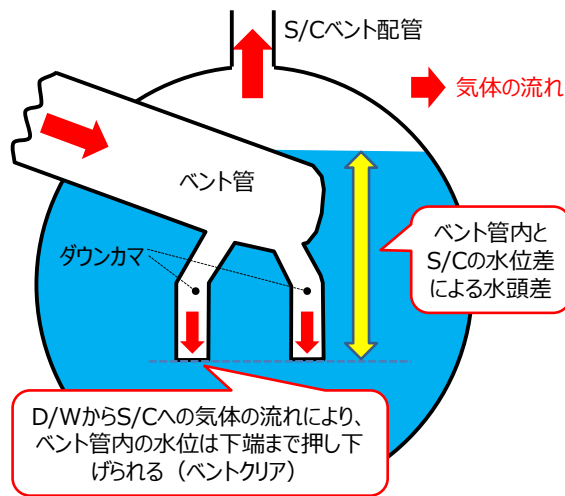 S/Cベント配管
気体の流れ
ベント管
ダウンカマ
ベント管内と
S/Cの水位差
による水頭差
D/WからS/Cへの気体の流れにより、
ベント管内の水位は下端まで押し下
げられる（ベントクリア）